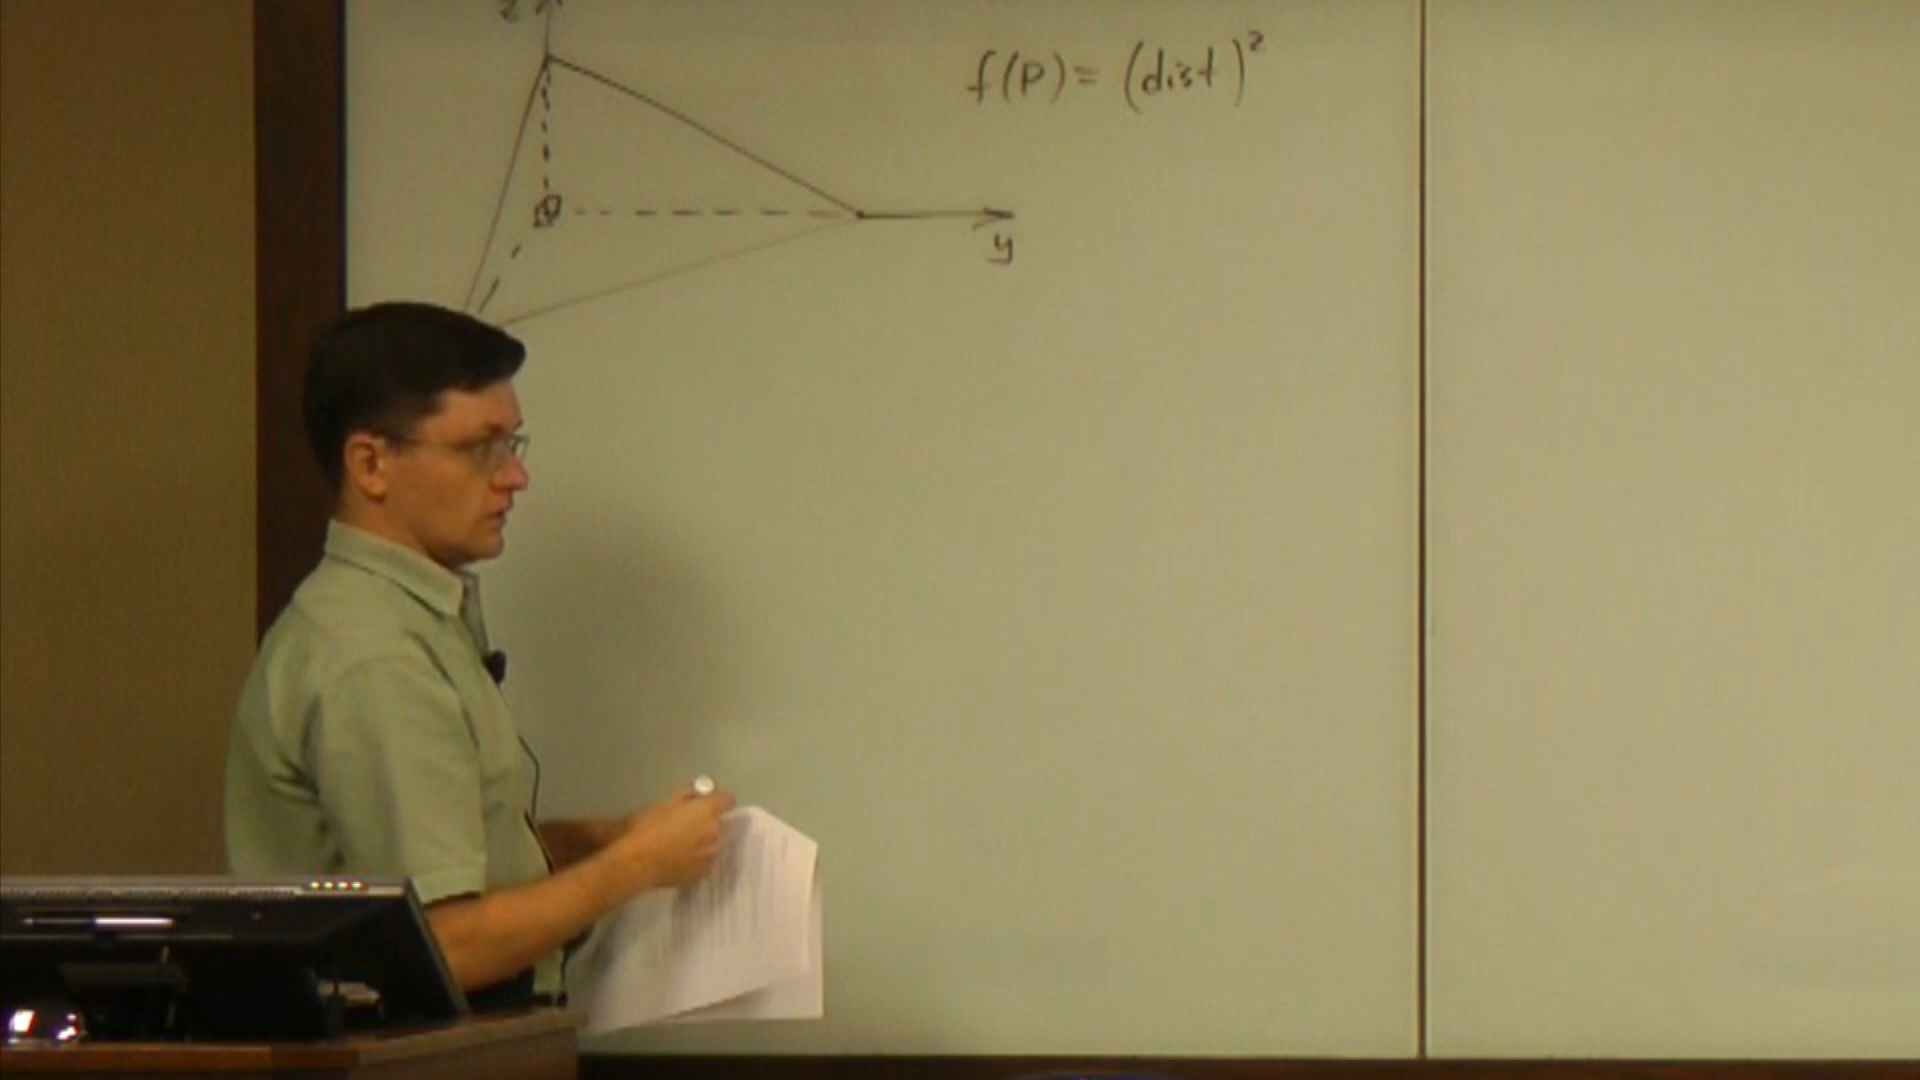 z
f(P) = (dist)²
y